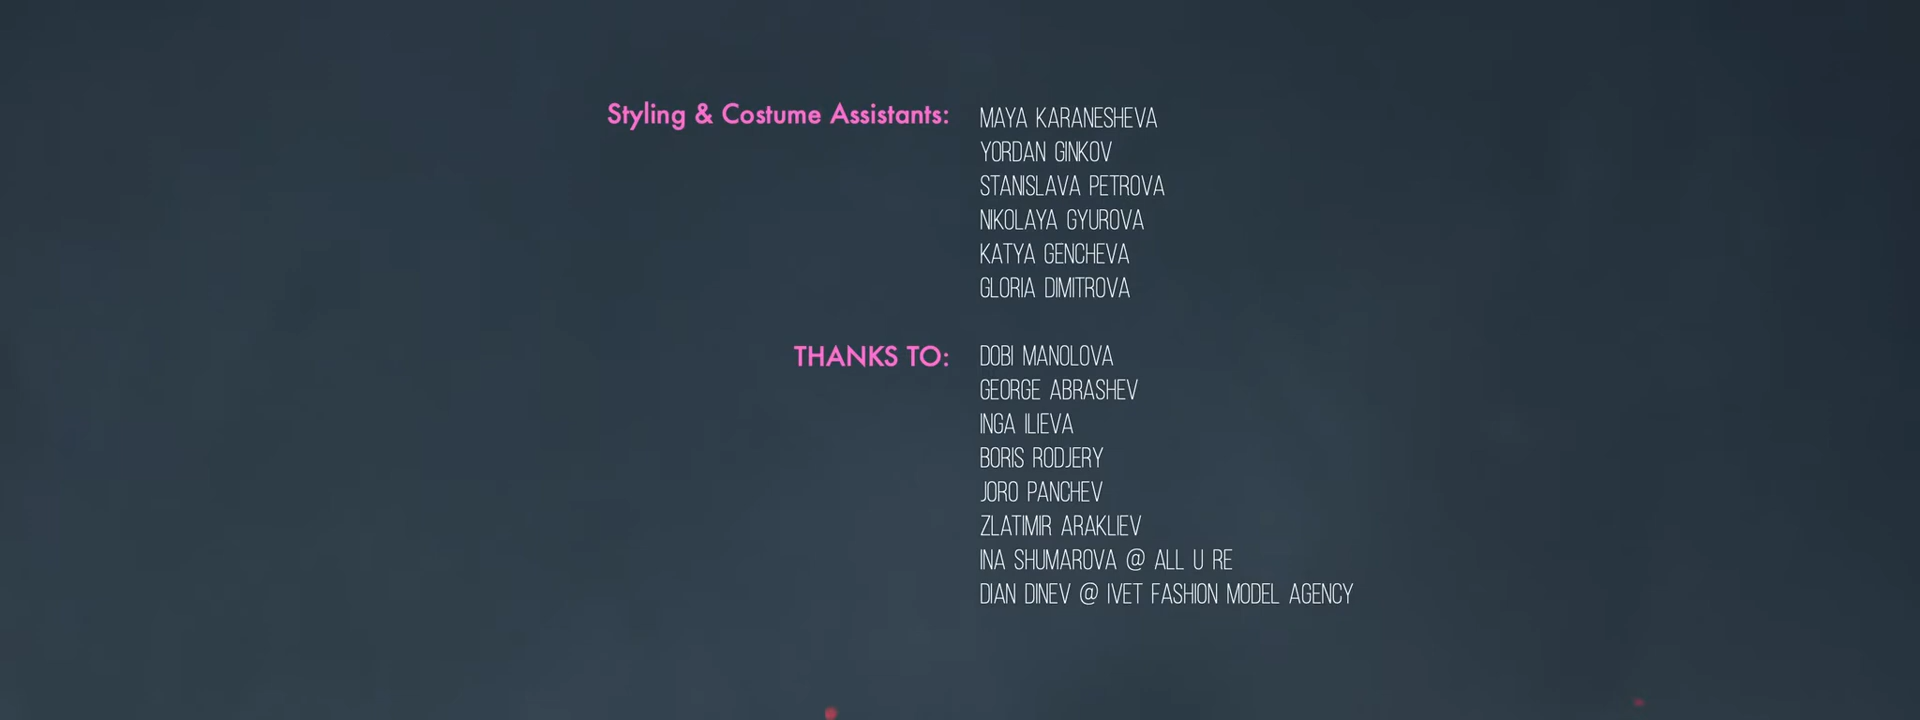 Styling & Costume Assistants: MAYA KARANESHEVA
YORDAN GINKOV
STANISLAVA PETROVA
NIKOLAYA GYUROVA
KATYA GENCHEVA
GLORIA DIMITROVA
THANKS TO: DOBI MANOLOVA
GEORGE ABRASHEV
INGA ILIEVA
BORIS RODJERY
JORO PANCHEV
ZLATIMIR ARAKLIEV
INA SHUMAROVA @ ALL U RE
DIAN DINEV @ IVET FASHION MODEL AGENCY